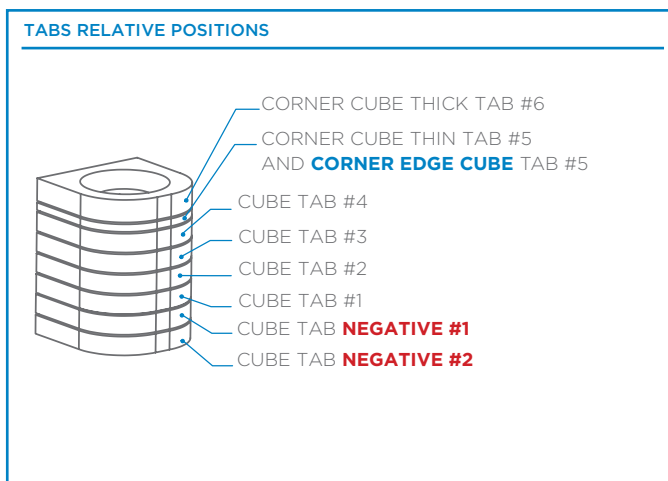 TABS RELATIVE POSITIONS
CORNER CUBE THICK TAB #6
CORNER CUBE THIN TAB #5
AND CORNER EDGE CUBE TAB #5
CUBE TAB #4
CUBE TAB #3
CUBE TAB #2
CUBE TAB #1
CUBE TAB NEGATIVE #1
CUBE TAB NEGATIVE #2